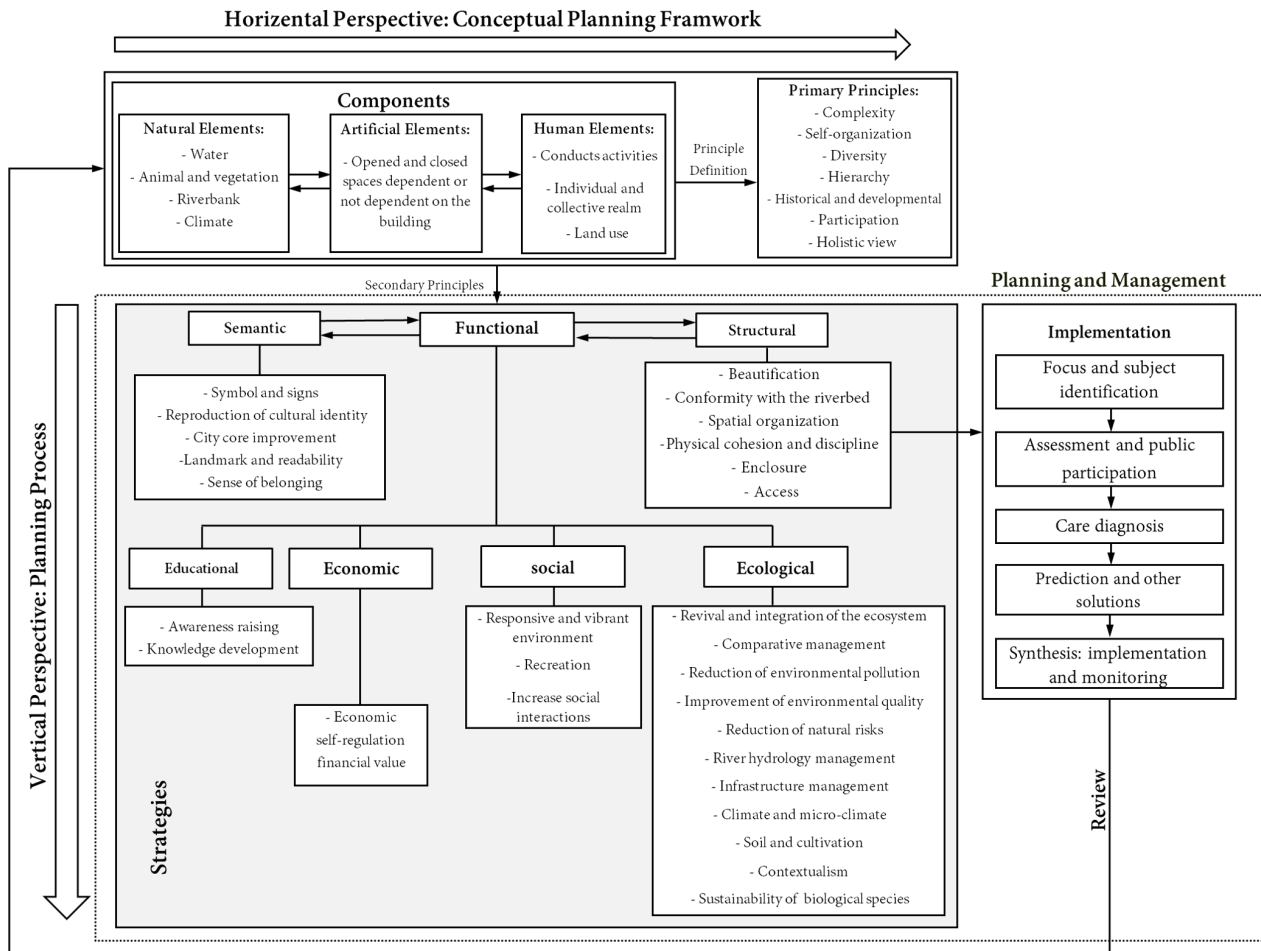 Horizental Perspective: Conceptual Planning Framwork
Components
Natural Elements:
- Water
- Animal and vegetation
- Riverbank
- Climate
Artificial Elements:
- Opened and closed
spaces dependent or
not dependent on the
building
Human Elements:
- Conducts activities
- Individual and
collective realm
- Land use
Principle
Definition
Primary Principles:
- Complexity
- Self-organization
- Diversity
- Hierarchy
- Historical and developmental
- Participation
- Holistic view
Secondary Principles
Planning and Management
Vertical Perspective: Planning Process
Semantic
Functional
Structural
- Symbol and signs
- Reproduction of cultural identity
- City core improvement
-Landmark and readability
- Sense of belonging
- Beautification
- Conformity with the riverbed
- Spatial organization
-Physical cohesion and discipline
- Enclosure
- Access
Educational
Economic
social
Ecological
- Awareness raising
- Knowledge development
- Economic
self-regulation
financial value
- Responsive and vibrant
environment
- Recreation
-Increase social
interactions
- Revival and integration of the ecosystem
- Comparative management
- Reduction of environmental pollution
- Improvement of environmental quality
- Reduction of natural risks
- River hydrology management
- Infrastructure management
- Climate and micro-climate
- Soil and cultivation
- Contextualism
- Sustainability of biological species
Strategies
Implementation
Focus and subject
identification
Assessment and public
participation
Care diagnosis
Prediction and other
solutions
Synthesis: implementation
and monitoring
Review